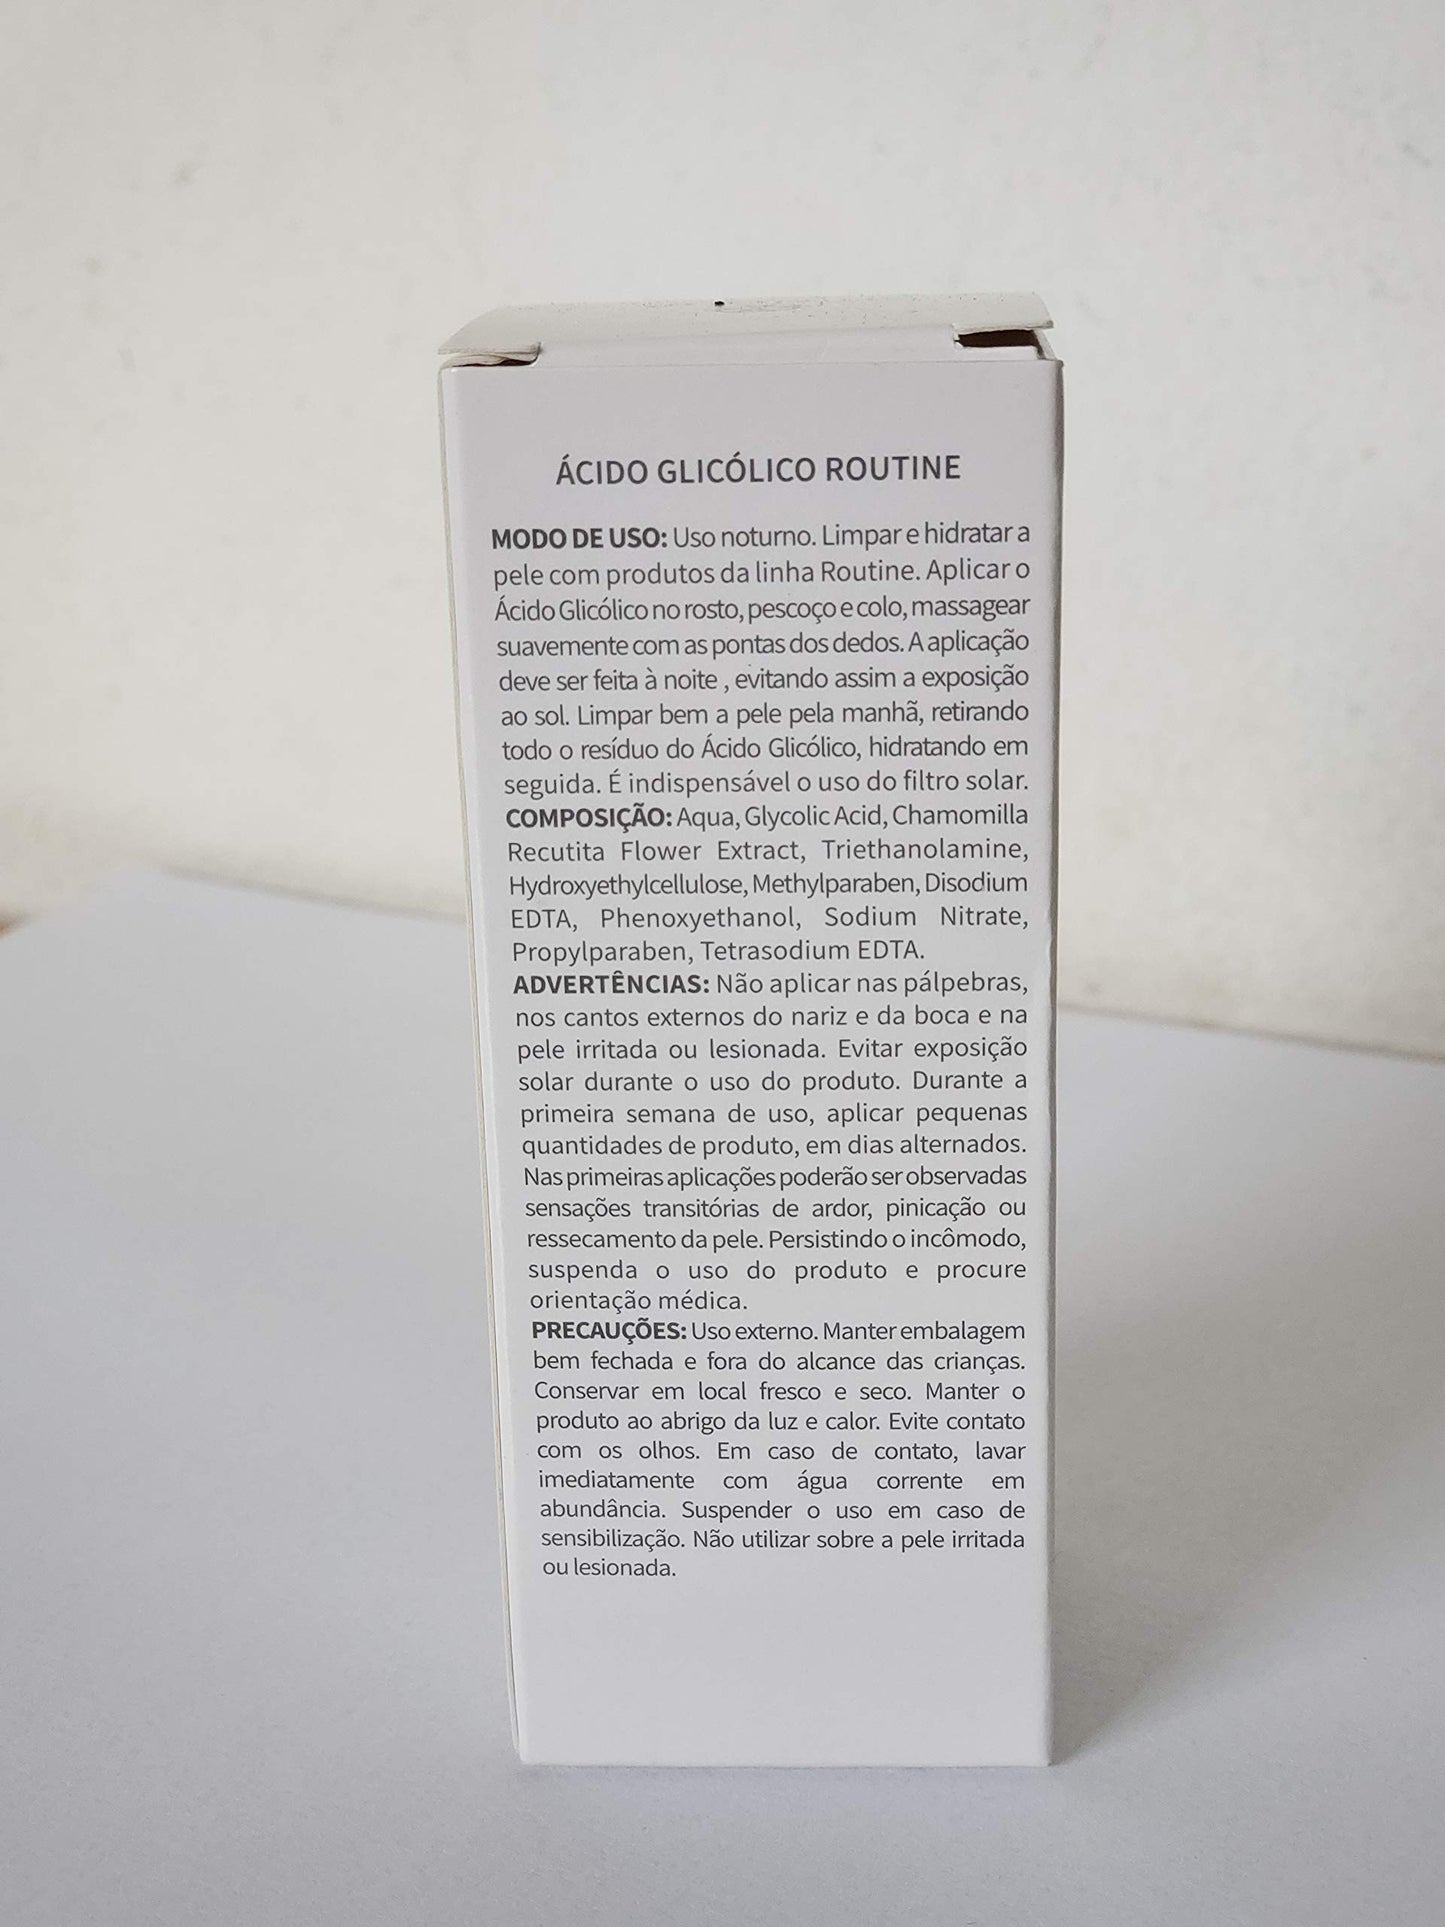 ÁCIDO GLICÓLICO ROUTINE
MODO DE USO: Uso noturno. Limpar e hidratar a
pele com produtos da linha Routine. Aplicar o
Ácido Glicólico no rosto, pescoço e colo, massagear
suavemente com as pontas dos dedos. A aplicação
deve ser feita à noite , evitando assim a exposição
ao sol. Limpar bem a pele pela manhã, retirando
todo o resíduo do Ácido Glicólico, hidratando em
seguida. É indispensável o uso do filtro solar.
COMPOSIÇÃO: Aqua, Glycolic Acid, Chamomilla
Recutita Flower Extract, Triethanolamine,
Hydroxyethylcellulose, Methylparaben, Disodium
EDTA, Phenoxyethanol, Sodium Nitrate,
Propylparaben, Tetrasodium EDTA.
ADVERTÊNCIAS: Não aplicar nas pálpebras,
nos cantos externos do nariz e da boca e na
pele irritada ou lesionada. Evitar exposição
solar durante o uso do produto. Durante a
primeira semana de uso, aplicar pequenas
quantidades de produto, em dias alternados.
Nas primeiras aplicações poderão ser observadas
sensações transitórias de ardor, pinicação ou
ressecamento da pele. Persistindo o incômodo,
suspenda o uso do produto e procure
orientação médica.
PRECAUÇÕES: Uso externo. Manter embalagem
bem fechada e fora do alcance das crianças.
Conservar em local fresco e seco. Manter o
produto ao abrigo da luz e calor. Evite contato
com os olhos. Em caso de contato, lavar
imediatamente com água corrente em
abundância. Suspender o uso em caso de
sensibilização. Não utilizar sobre a pele irritada
ou lesionada.